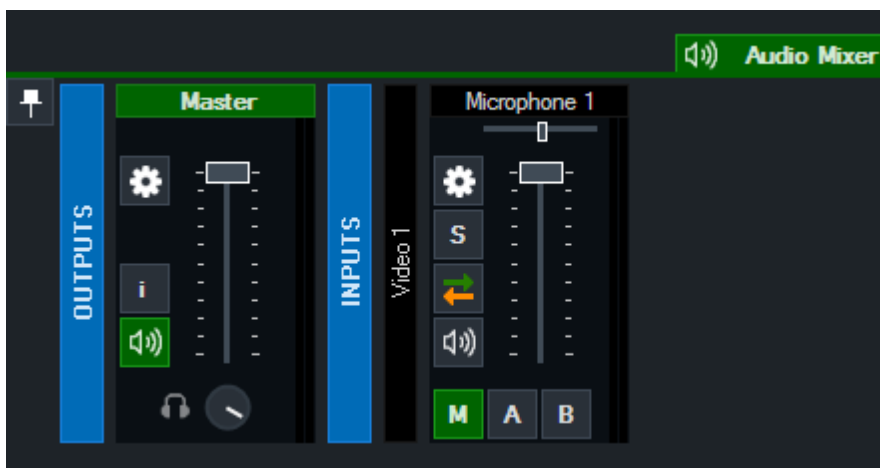 Audio Mixer
OUTPUTS
Master
i
INPUTS
Video 1
Microphone 1
S
M A B